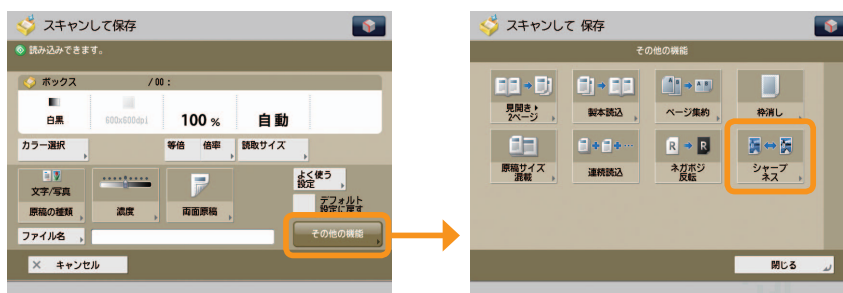 スキャンして保存
読み込みできます。
ボックス /00 :
白黒
600x600dpi
100 %
自動
カラー選択
等倍
倍率
読取サイズ
文字/写真
原稿の種類
濃度
両面原稿
よく使う
設定
デフォルト
設定に戻す
ファイル名
その他の機能
× キャンセル
スキャンして 保存
その他の機能
見開き▸
2ページ
製本読込
ページ集約
枠消し
原稿サイズ
混載
連続読込
R
R
ネガポジ
反転
シャープ
ネス
閉じる